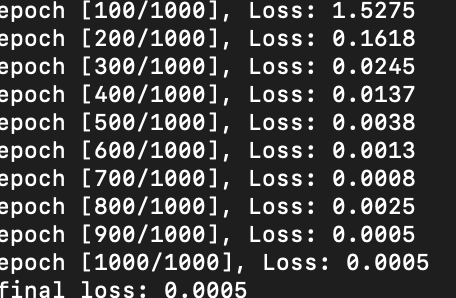 epoch [100/1000], Loss: 1.5275
epoch [200/1000], Loss: 0.1618
epoch [300/1000], Loss: 0.0245
epoch [400/1000], Loss: 0.0137
epoch [500/1000], Loss: 0.0038
epoch [600/1000], Loss: 0.0013
epoch [700/1000], Loss: 0.0008
epoch [800/1000], Loss: 0.0025
epoch [900/1000], Loss: 0.0005
epoch [1000/1000], Loss: 0.0005
final loss: 0.0005